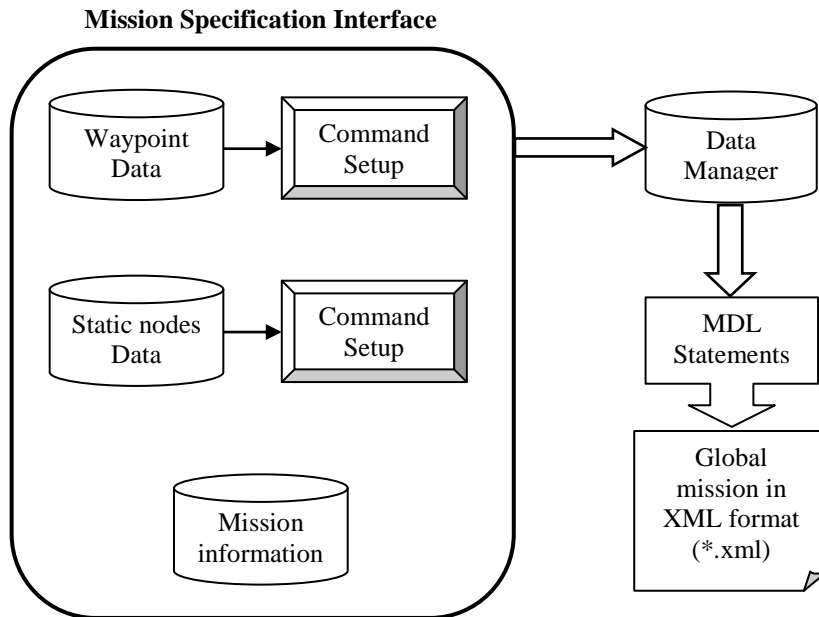 Mission Specification Interface
Waypoint
Data
Command
Setup
Data
Manager
Static nodes
Data
Command
Setup
MDL
Statements
Mission
information
Global
mission in
XML format
(*.xml)